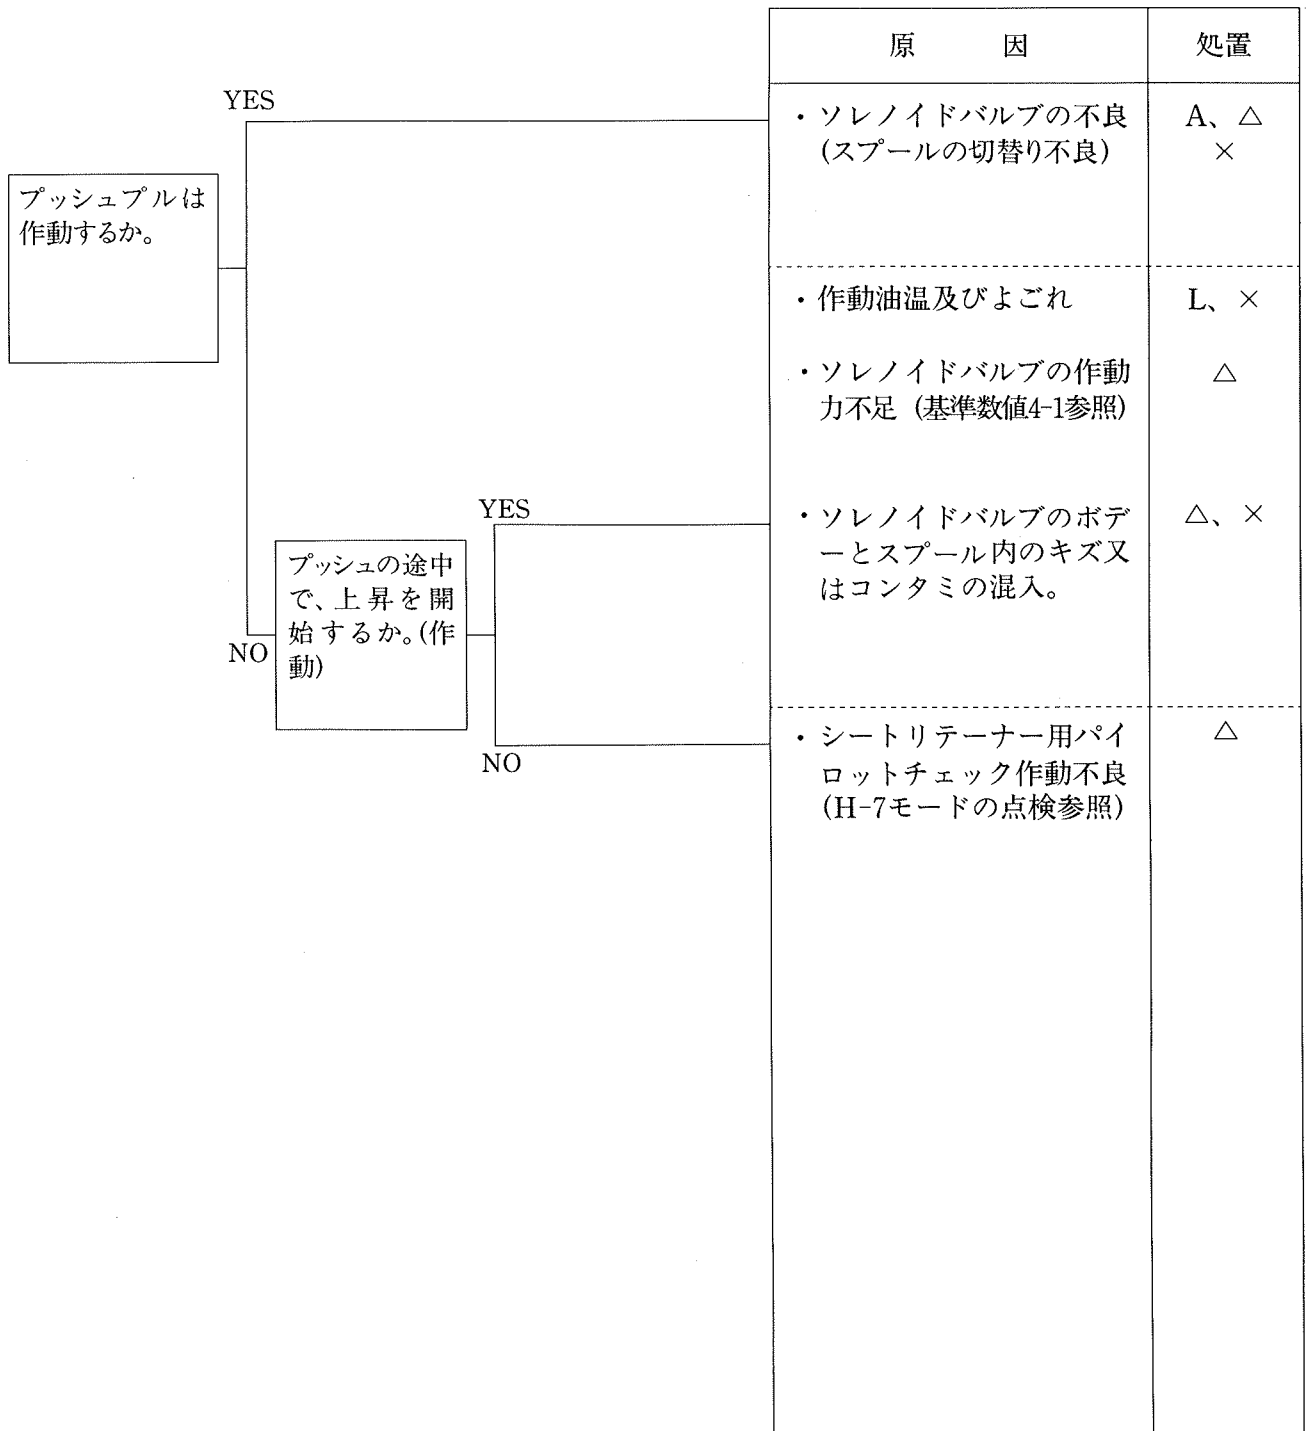 原　因
処置
YES
・ソレノイドバルブの不良
(スプールの切替り不良)
A、△
×
プッシュプルは
作動するか。
・作動油温及びよごれ
L、×
・ソレノイドバルブの作動
力不足 (基準数値4-1参照)
△
YES
・ソレノイドバルブのボデ
ーとスプール内のキズ又
はコンタミの混入。
△、×
プッシュの途中
で、上昇を開
始するか。(作
動)
NO
・シートリテーナー用パイ
ロットチェック作動不良
(H-7モードの点検参照)
△
NO